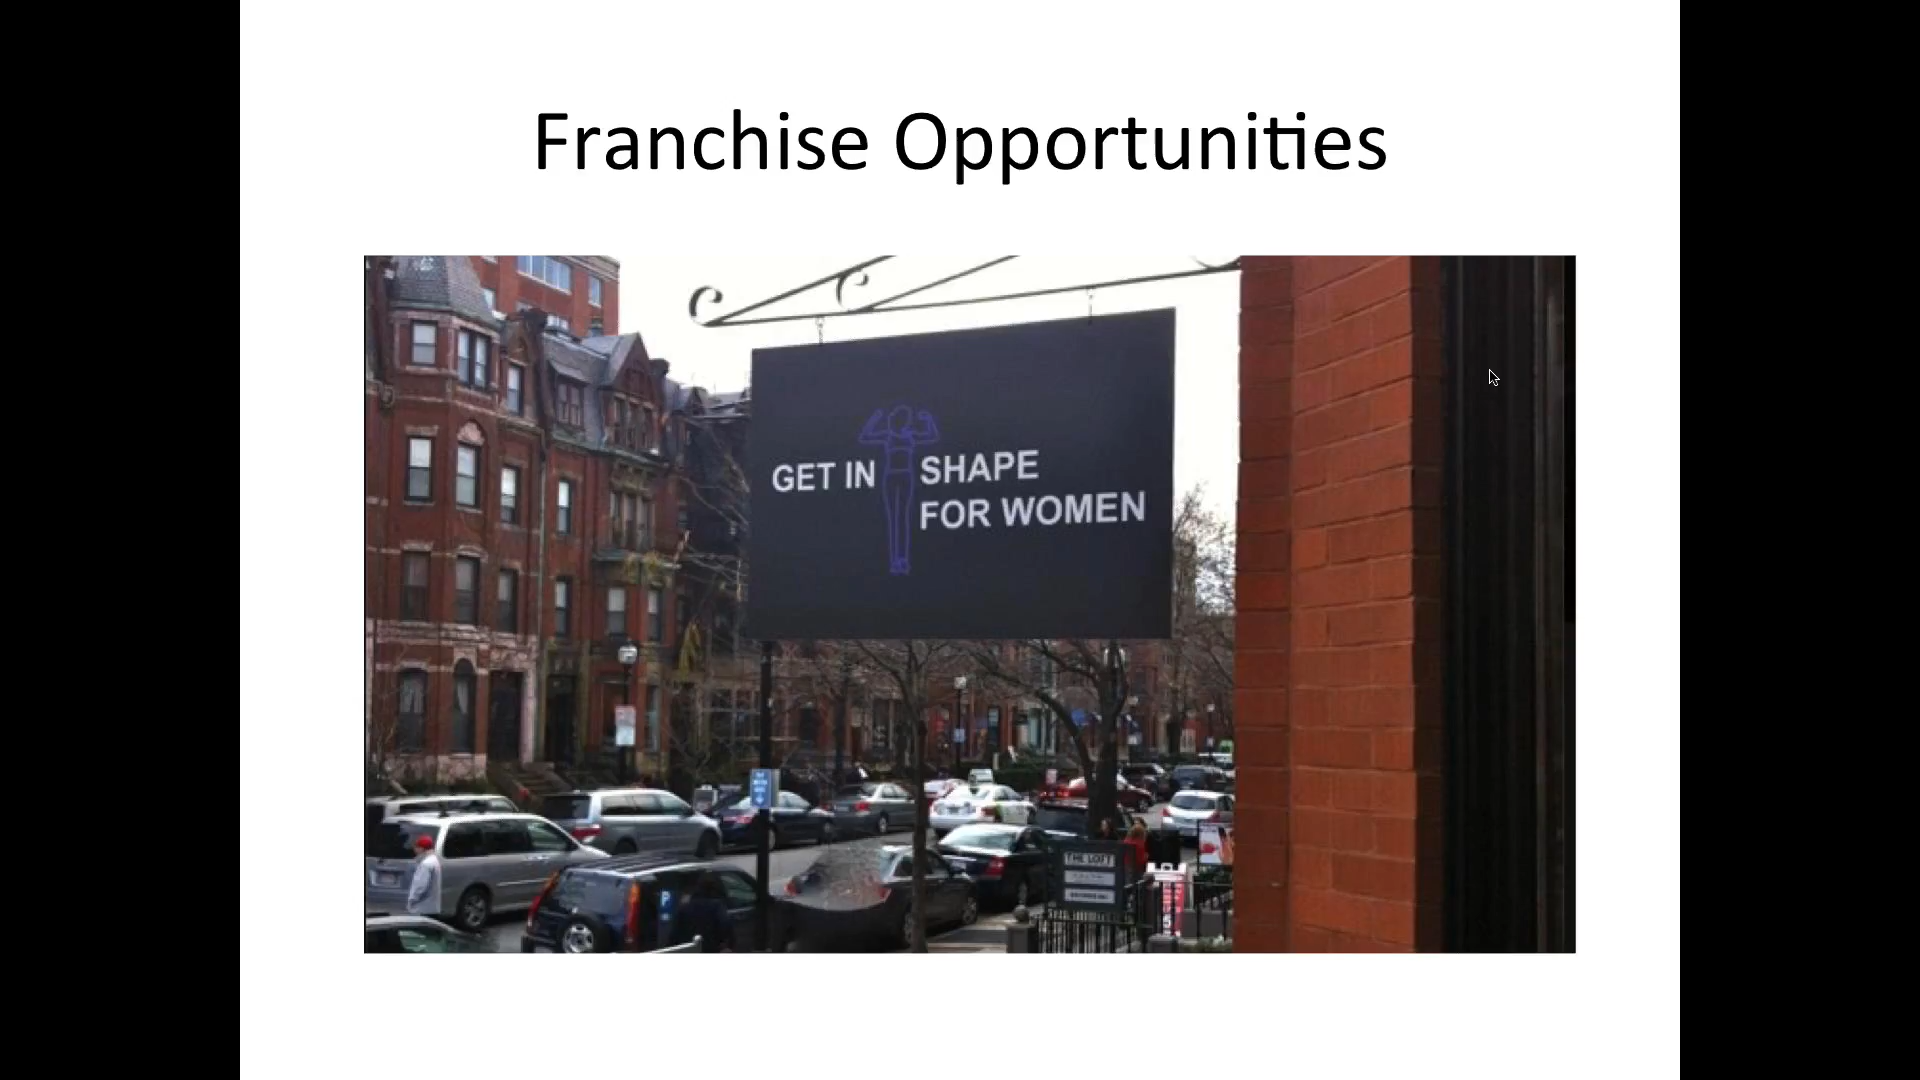 Franchise Opportunities
GET IN SHAPE
FOR WOMEN
THE LOFT
P